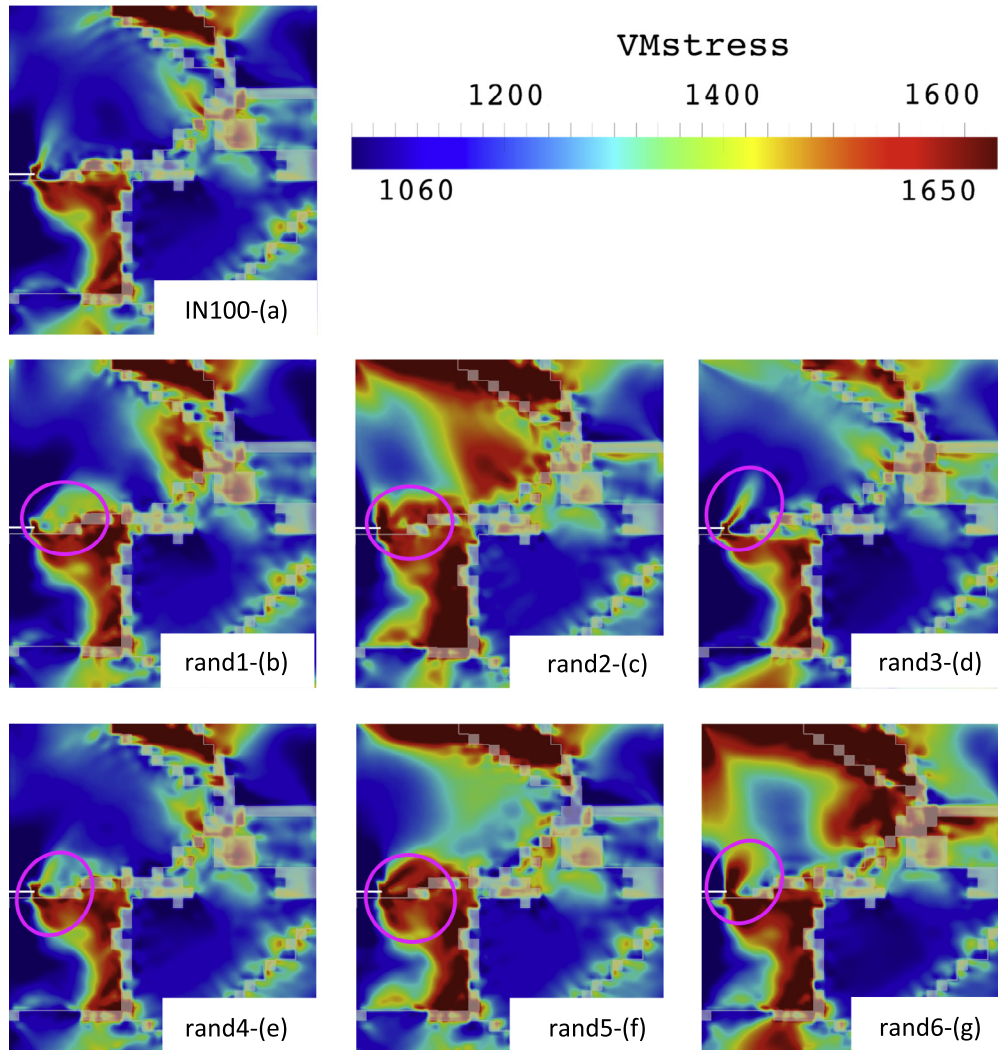 VMstress
1200 1400 1600
1060 1650
IN100-(a)
rand1-(b)
rand2-(c)
rand3-(d)
rand4-(e)
rand5-(f)
rand6-(g)